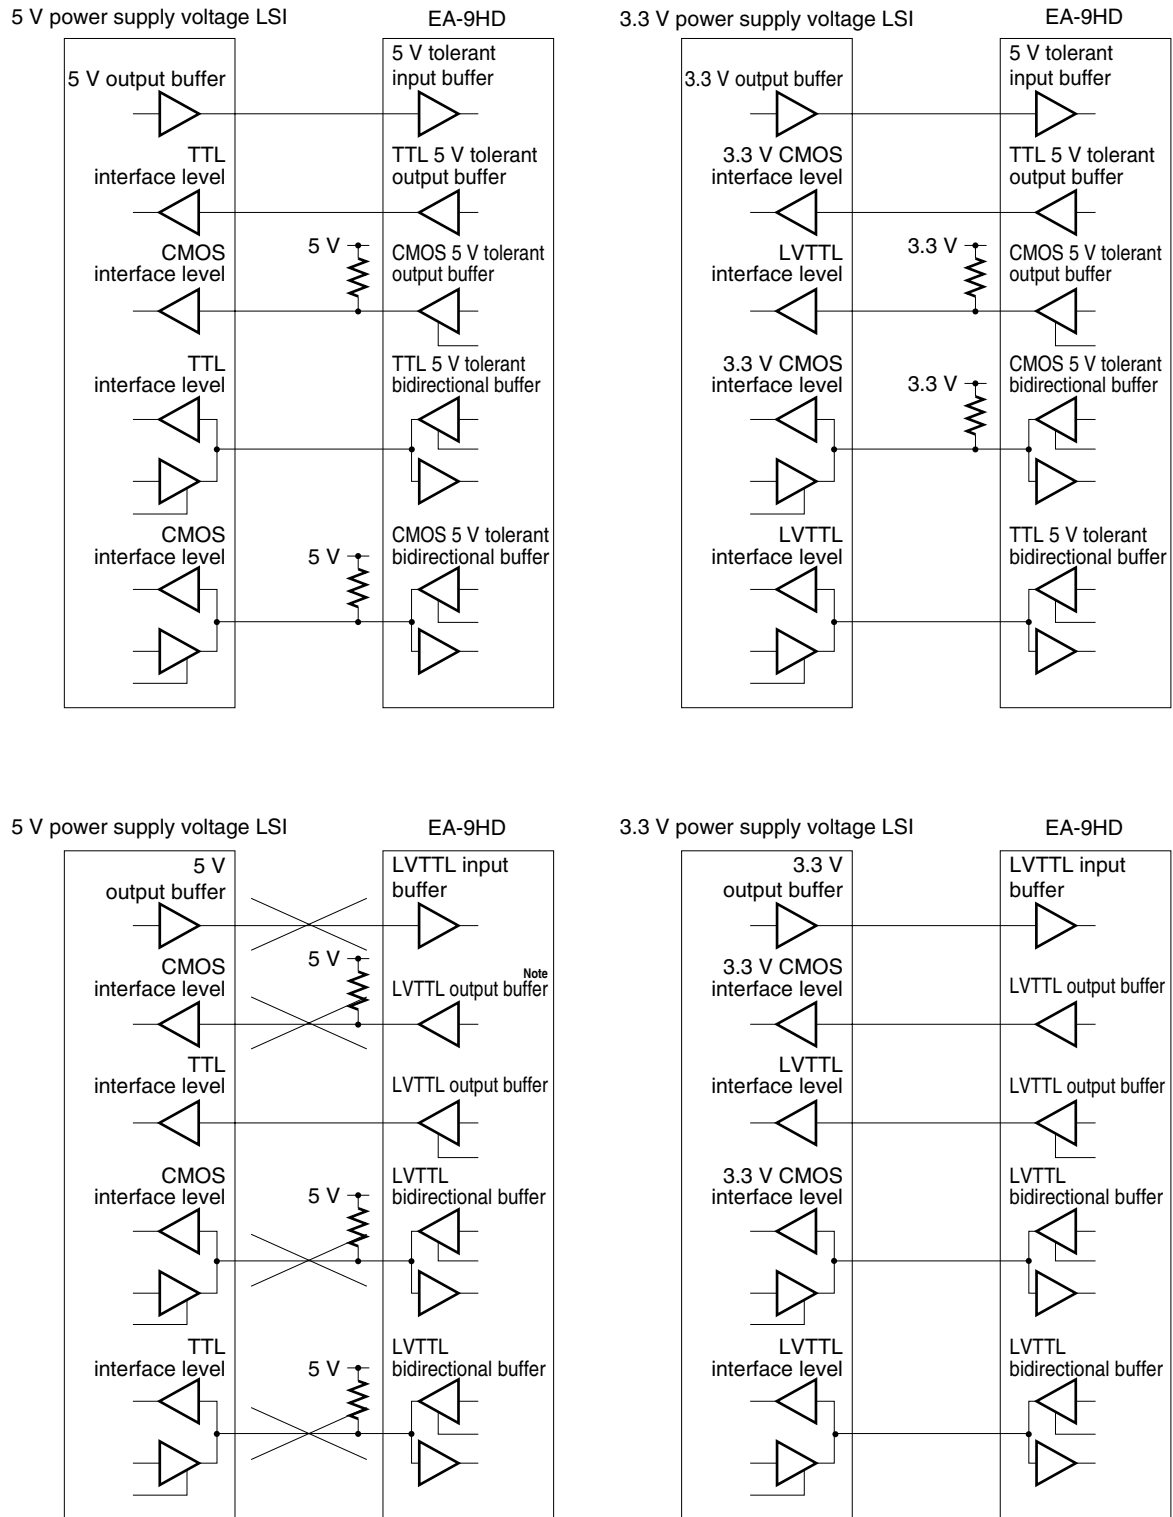 5 V power supply voltage LSI
EA-9HD
5 V output buffer
5 V tolerant
input buffer
TTL
interface level
TTL 5 V tolerant
output buffer
CMOS
interface level
5 V
CMOS 5 V tolerant
output buffer
TTL
interface level
TTL 5 V tolerant
bidirectional buffer
CMOS
interface level
5 V
CMOS 5 V tolerant
bidirectional buffer
3.3 V power supply voltage LSI
EA-9HD
3.3 V output buffer
5 V tolerant
input buffer
3.3 V CMOS
interface level
TTL 5 V tolerant
output buffer
LVTTL
interface level
3.3 V
CMOS 5 V tolerant
output buffer
3.3 V CMOS
interface level
3.3 V
CMOS 5 V tolerant
bidirectional buffer
LVTTL
interface level
TTL 5 V tolerant
bidirectional buffer
5 V power supply voltage LSI
EA-9HD
5 V
output buffer
LVTTL input
buffer
CMOS
interface level
5 V
Note
LVTTL output buffer
TTL
interface level
LVTTL output buffer
CMOS
interface level
5 V
LVTTL
bidirectional buffer
TTL
interface level
5 V
LVTTL
bidirectional buffer
3.3 V power supply voltage LSI
EA-9HD
3.3 V
output buffer
LVTTL input
buffer
3.3 V CMOS
interface level
LVTTL output buffer
LVTTL
interface level
LVTTL output buffer
3.3 V CMOS
interface level
LVTTL
bidirectional buffer
LVTTL
interface level
LVTTL
bidirectional buffer